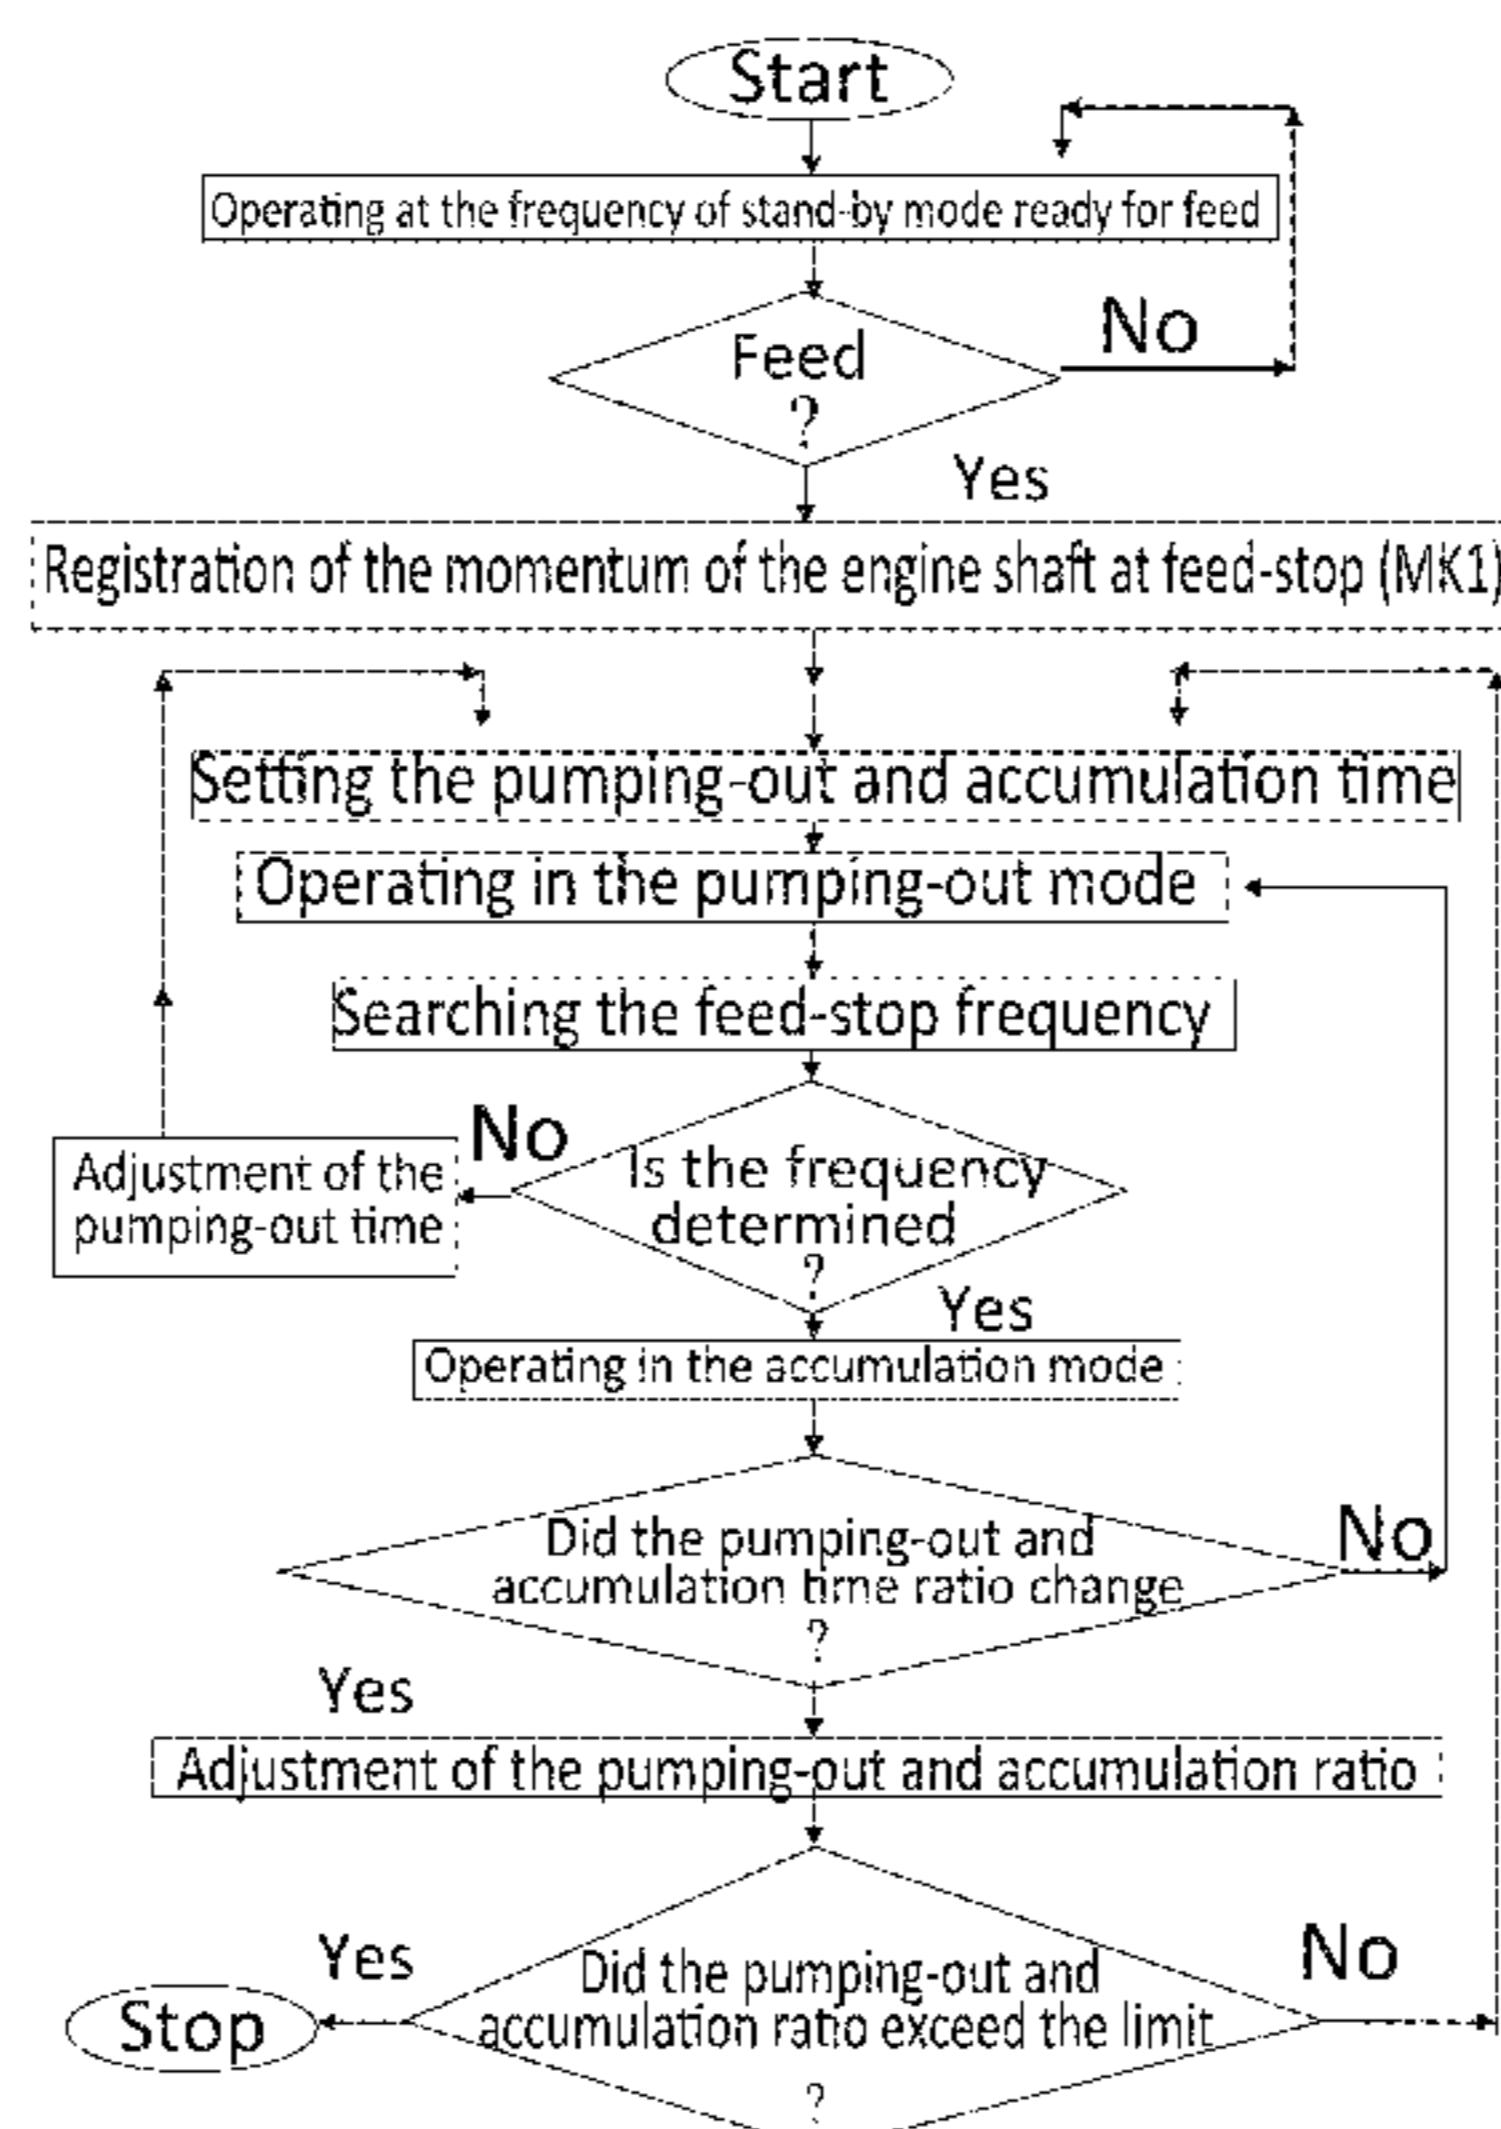 Start
Operating at the frequency of stand-by mode ready for feed
Feed
?
No
Yes
Registration of the momentum of the engine shaft at feed-stop (MK1)
Setting the pumping-out and accumulation time
Operating in the pumping-out mode
Searching the feed-stop frequency
No
Adjustment of the
pumping-out time
Is the frequency
determined
?
Yes
Operating in the accumulation mode
Did the pumping-out and
accumulation time ratio change
?
No
Yes
Adjustment of the pumping-out and accumulation ratio
Yes
No
Did the pumping-out and
accumulation ratio exceed the limit
?
Stop